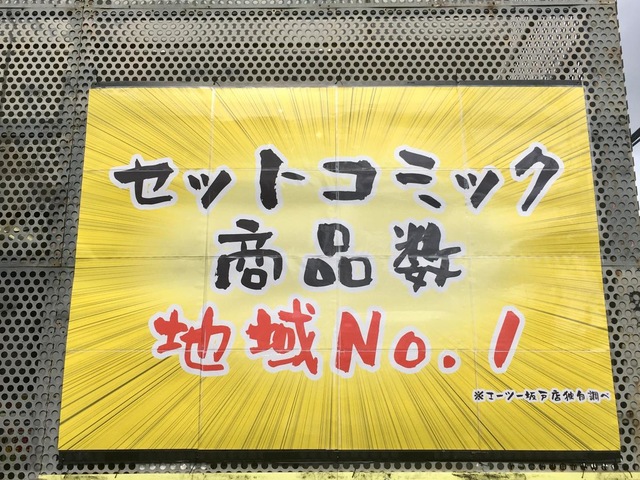 セットコミック
商品数
地域No.1
※エーツー坂戸店独自調べ